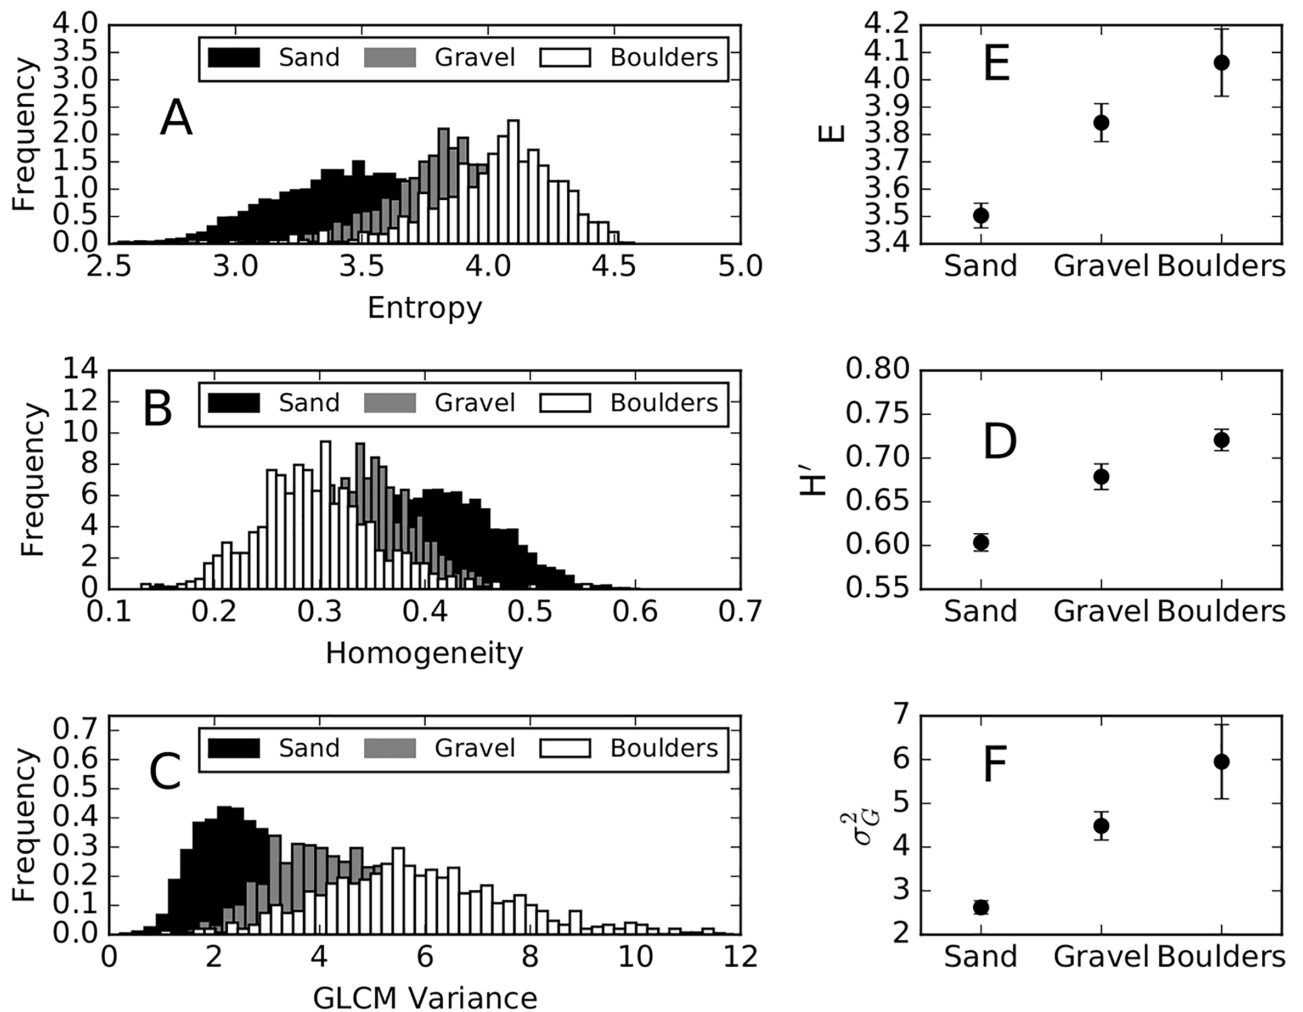 4.0
3.5
3.0
2.5
2.0
1.5
1.0
0.5
0.0
Frequency
A
Sand Gravel Boulders
2.5 3.0 3.5 4.0 4.5 5.0
Entropy
4.2
4.1
4.0
3.9
3.8
3.7
3.6
3.5
3.4
E
E
Sand Gravel Boulders
14
12
10
8
6
4
2
0
Frequency
B
Sand Gravel Boulders
0.1 0.2 0.3 0.4 0.5 0.6 0.7
Homogeneity
0.80
0.75
0.70
0.65
0.60
0.55
H′
D
Sand Gravel Boulders
0.7
0.6
0.5
0.4
0.3
0.2
0.1
0.0
Frequency
C
Sand Gravel Boulders
0 2 4 6 8 10 12
GLCM Variance
7
6
5
4
3
2
σ²G
F
Sand Gravel Boulders